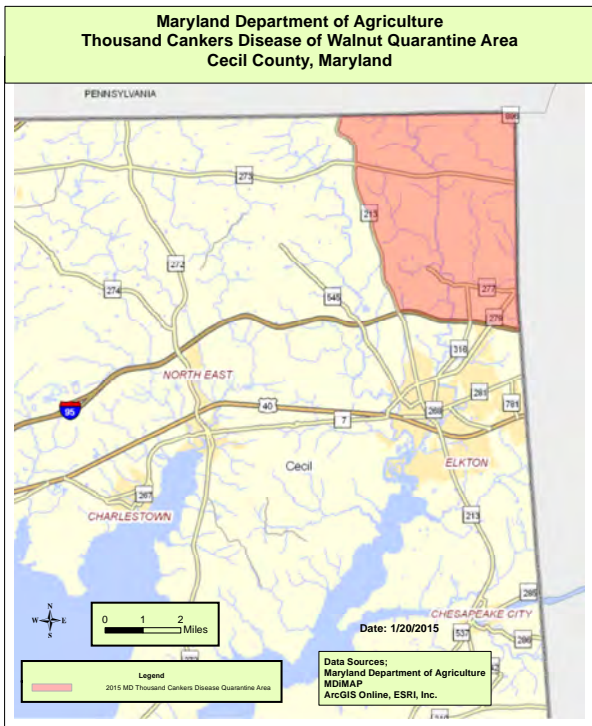 Maryland Department of Agriculture
Thousand Cankers Disease of Walnut Quarantine Area
Cecil County, Maryland
PENNSYLVANIA
896
273
213
272
274
545
277
279
316
NORTH EAST
95
40
7
281
781
268
Cecil
ELKTON
267
CHARLESTOWN
213
285
CHESAPEAKE CITY
537
286
N
W E
S
0 1 2
Miles
Date: 1/20/2015
272
Legend
2015 MD Thousand Cankers Disease Quarantine Area
Data Sources;
Maryland Department of Agriculture
MDiMAP
ArcGIS Online, ESRI, Inc.